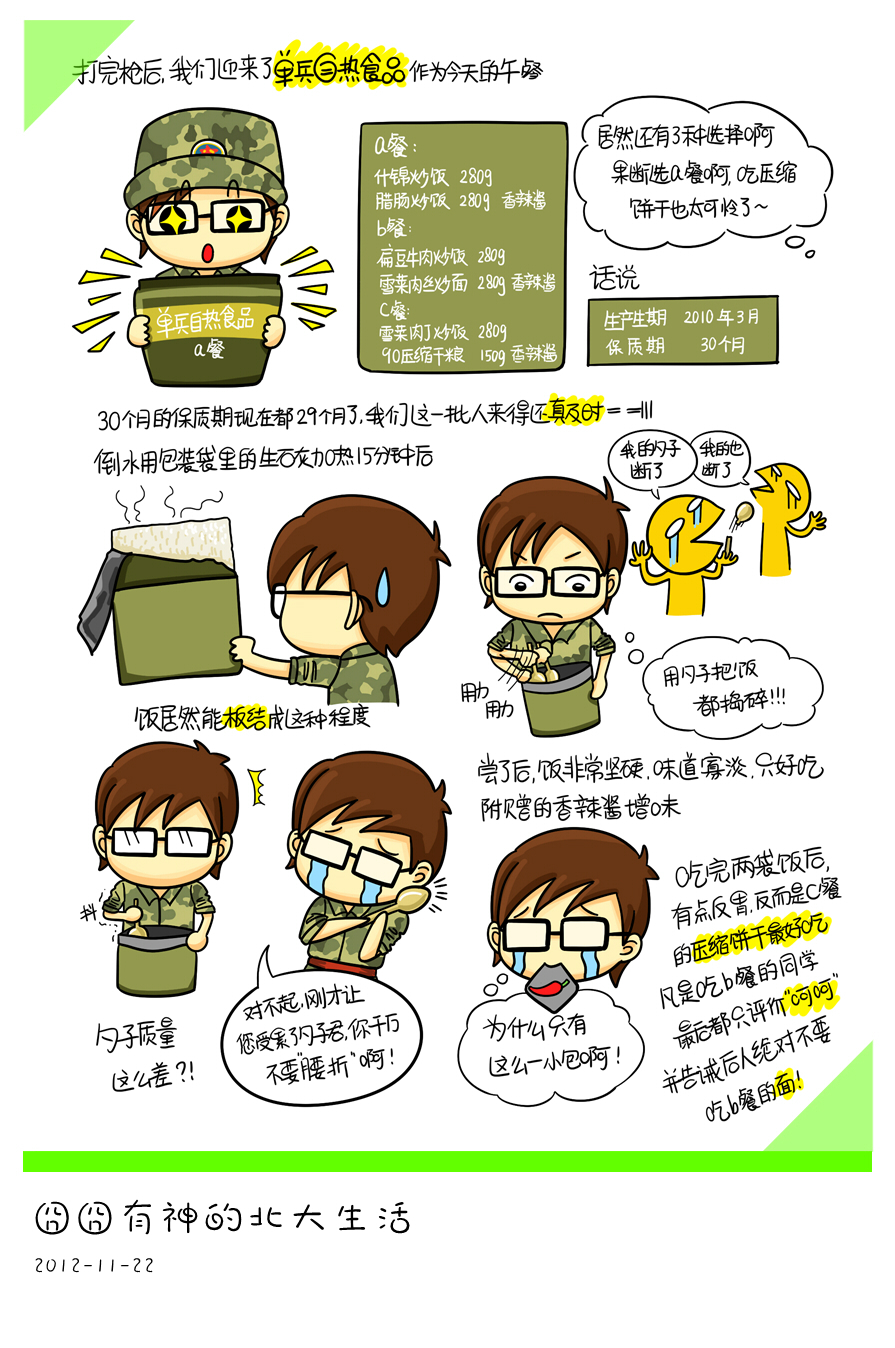 打完枪后,我们迎来了单兵自热食品作为今天的午餐
单兵自热食品
a餐
a餐:
什锦炒饭 280g
腊肠炒饭 280g 香辣酱
b餐:
扁豆牛肉炒饭 280g
雪菜肉丝炒面 280g 香辣酱
C餐:
雪菜肉丁炒饭 280g
90压缩干粮 150g 香辣酱
居然还有3种选择啊
果断选a餐啊,吃压缩
饼干也太可怜了~
话说
生产生期 2010年3月
保质期 30个月
30个月的保质期现在都29个月了,我们这一批人来得还真及时= =|||
倒水用包装袋里的生石灰加热15分钟后
我的勺子
断了
我的也
断了
用力
用力
用勺子把饭
都捣碎!!!
饭居然能板结成这种程度
尝了后,饭非常坚硬,味道寡淡,只好吃
附赠的香辣酱增味
抖
勺子质量
这么差?!
对不起,刚才让
您受累了勺子君,你千万
不要"腰折"啊!
为什么只有
这么一小包啊!
吃完两袋饭后,
有点反胃,反而是C餐
的压缩饼干最好吃
凡是吃b餐的同学
最后都只评价"呵呵"
并告诫后人绝对不要
吃b餐的面!
囧囧有神的北大生活
2012-11-22